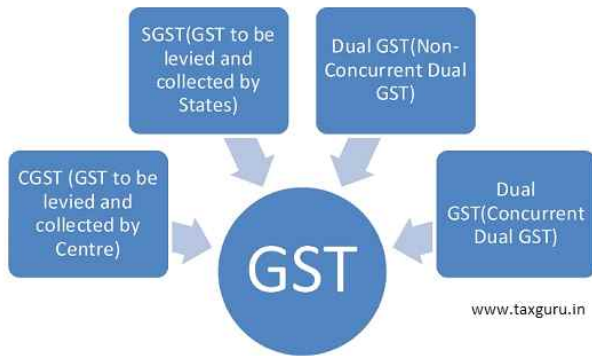 SGST(GST to be
levied and
collected by
States)
Dual GST(Non-
Concurrent Dual
GST)
CGST (GST to be
levied and
collected by
Centre)
Dual
GST(Concurrent
Dual GST)
GST
www.taxguru.in